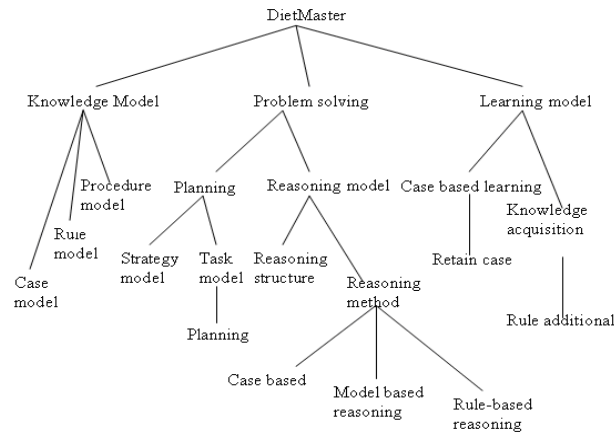 DietMaster
Knowledge Model
Problem solving
Learning model
Procedure
model
Planning
Reasoning model
Case based learning
Rule
model
Knowledge
acquisition
Strategy
model
Task
model
Reasoning
structure
Retain case
Case
model
Reasoning
method
Planning
Rule additional
Case based
Model based
reasoning
Rule-based
reasoning